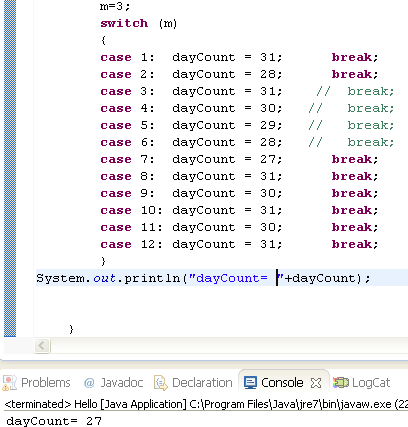 m=3;
switch (m)
{
case 1: dayCount = 31; break;
case 2: dayCount = 28; break;
case 3: dayCount = 31; // break;
case 4: dayCount = 30; // break;
case 5: dayCount = 29; // break;
case 6: dayCount = 28; // break;
case 7: dayCount = 27; break;
case 8: dayCount = 31; break;
case 9: dayCount = 30; break;
case 10: dayCount = 31; break;
case 11: dayCount = 30; break;
case 12: dayCount = 31; break;
}
System.out.println("dayCount= "+dayCount);
}
Problems @ Javadoc Declaration Console LogCat
<terminated> Hello [Java Application] C:\Program Files\Java\jre7\bin\javaw.exe (22
dayCount= 27